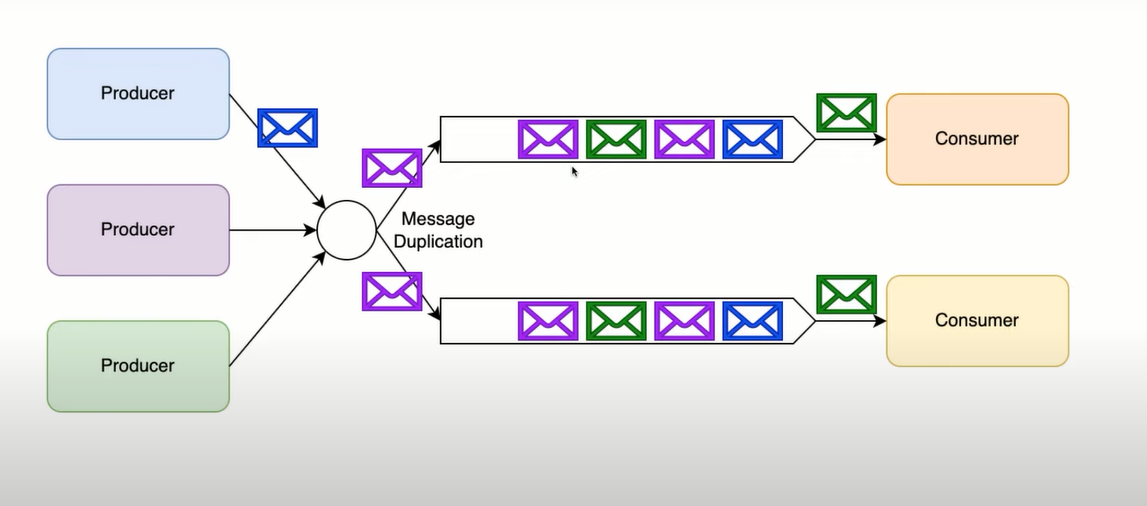 Producer
Producer
Producer
Message
Duplication
Consumer
Consumer